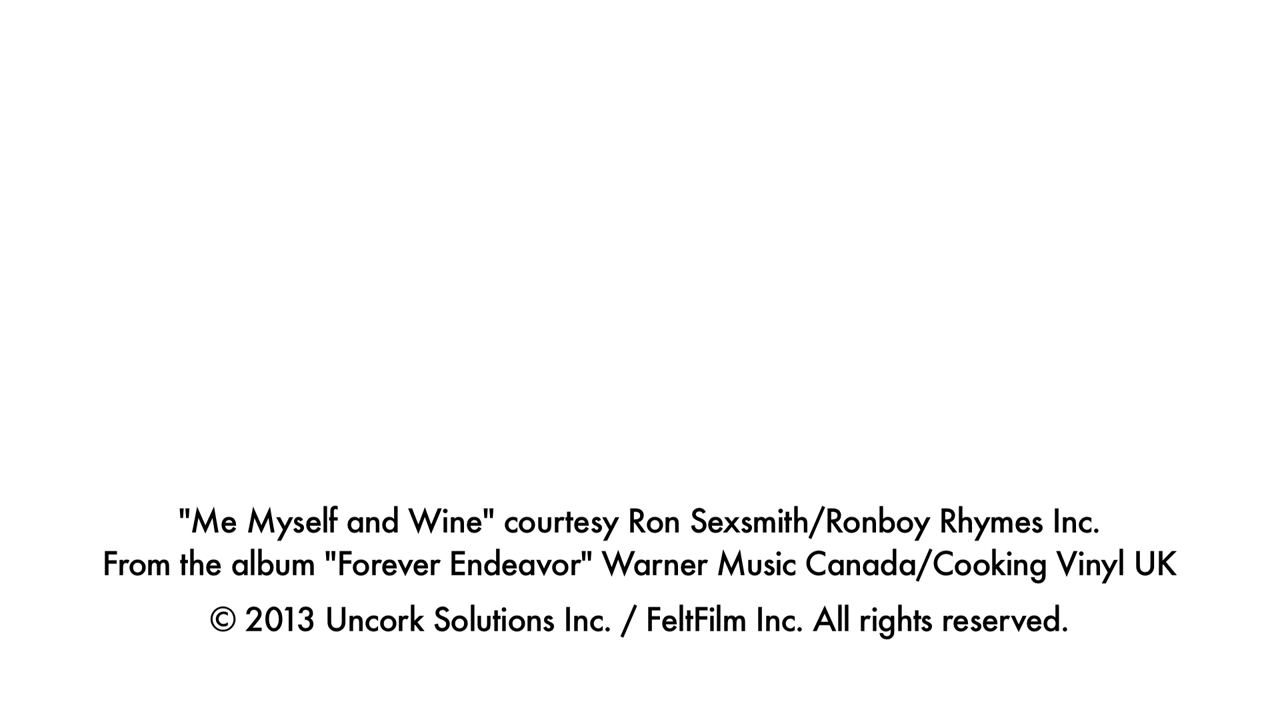 "Me Myself and Wine" courtesy Ron Sexsmith/Ronboy Rhymes Inc.
From the album "Forever Endeavor" Warner Music Canada/Cooking Vinyl UK
© 2013 Uncork Solutions Inc. / FeltFilm Inc. All rights reserved.